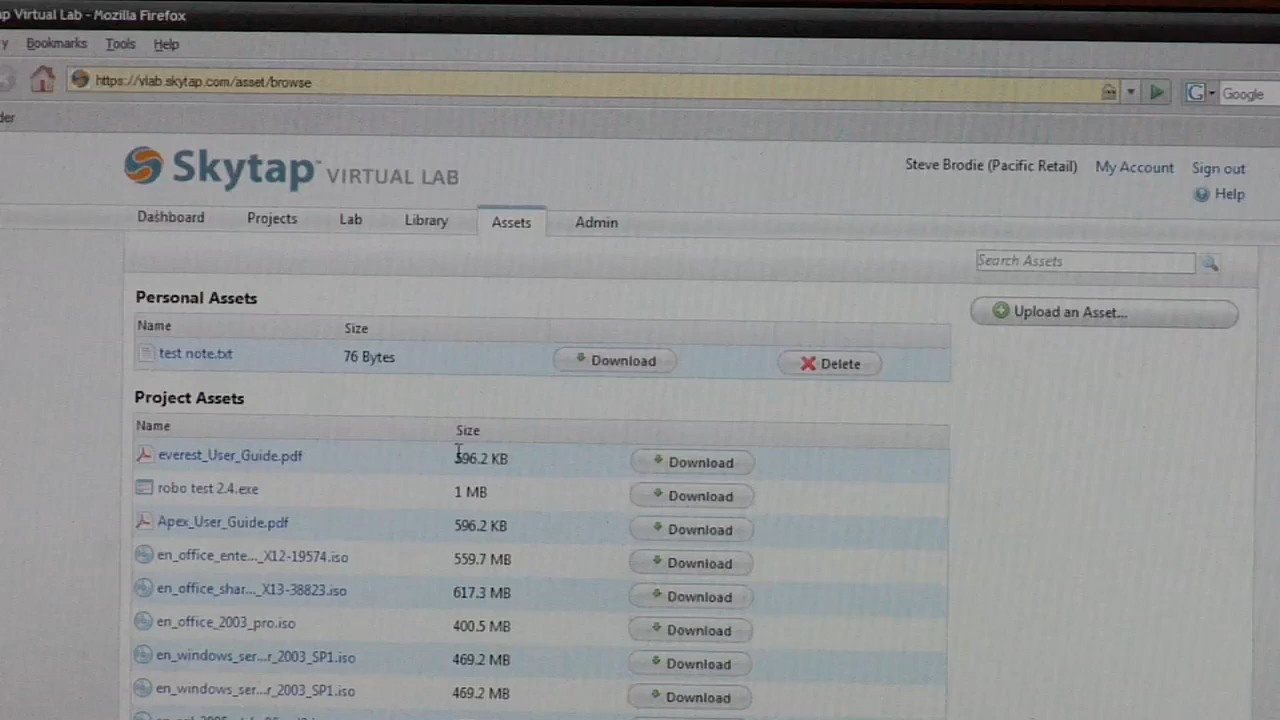 p Virtual Lab - Mozilla Firefox
y Bookmarks Tools Help
https://vlab.skytap.com/asset/browse Google
der
Skytap™ VIRTUAL LAB
Steve Brodie (Pacific Retail) My Account Sign out
Help
Dashboard Projects Lab Library Assets Admin
Search Assets
Upload an Asset...
Personal Assets
Name Size
test note.txt 76 Bytes Download Delete
Project Assets
Name Size
everest_User_Guide.pdf 596.2 KB Download
robo test 2.4.exe 1 MB Download
Apex_User_Guide.pdf 596.2 KB Download
en_office_ente..._X12-19574.iso 559.7 MB Download
en_office_shar..._X13-38823.iso 617.3 MB Download
en_office_2003_pro.iso 400.5 MB Download
en_windows_ser...r_2003_SP1.iso 469.2 MB Download
en_windows_ser...r_2003_SP1.iso 469.2 MB Download